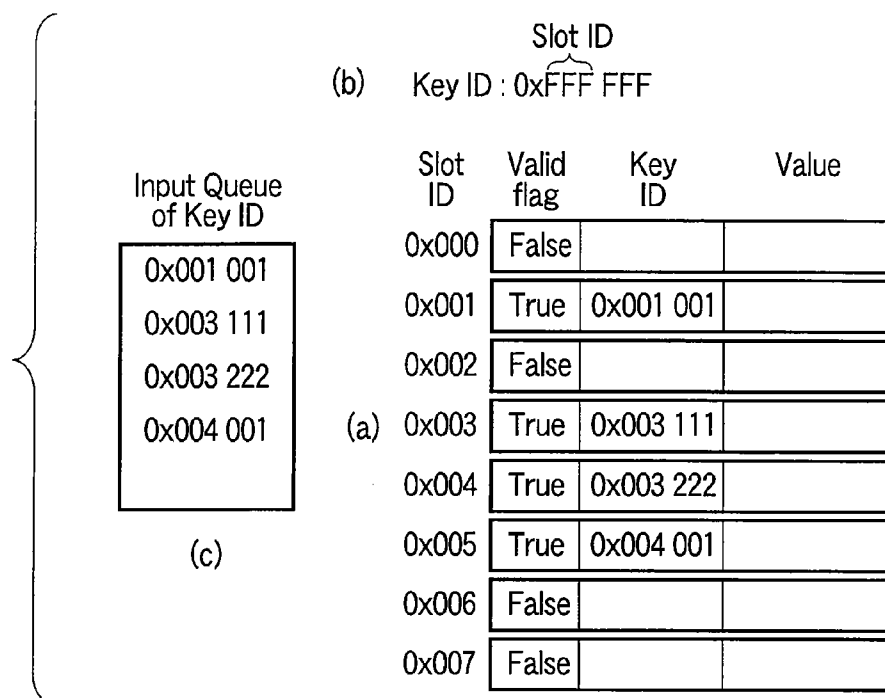 Slot ID
(b) Key ID : 0xFFF FFF
Input Queue
of Key ID
0x001 001
0x003 111
0x003 222
0x004 001
(c)
(a)
Slot ID Valid flag Key ID Value
0x000 False
0x001 True 0x001 001
0x002 False
0x003 True 0x003 111
0x004 True 0x003 222
0x005 True 0x004 001
0x006 False
0x007 False